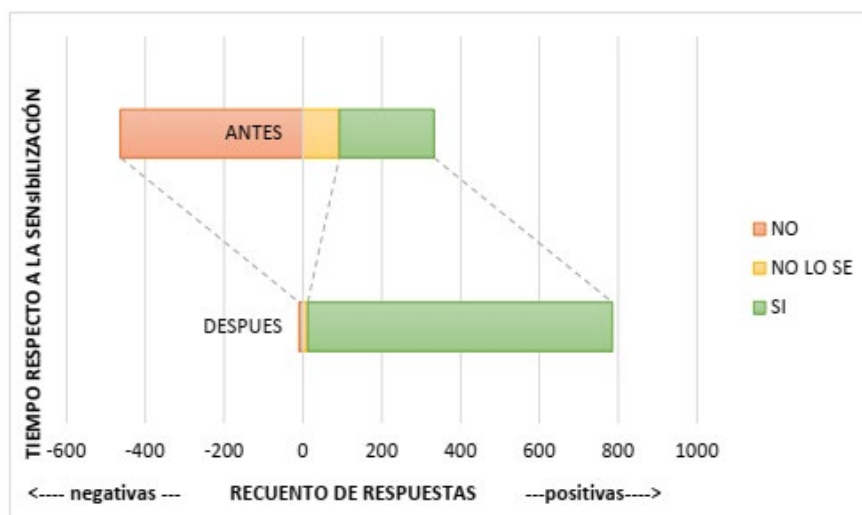 TIEMPO RESPECTO A LA SENsibILIZACIÓN
ANTES
DESPUES
NO
NO LO SE
SI
-600 -400 -200 0 200 400 600 800 1000
<---- negativas --- RECUENTO DE RESPUESTAS ---positivas---->